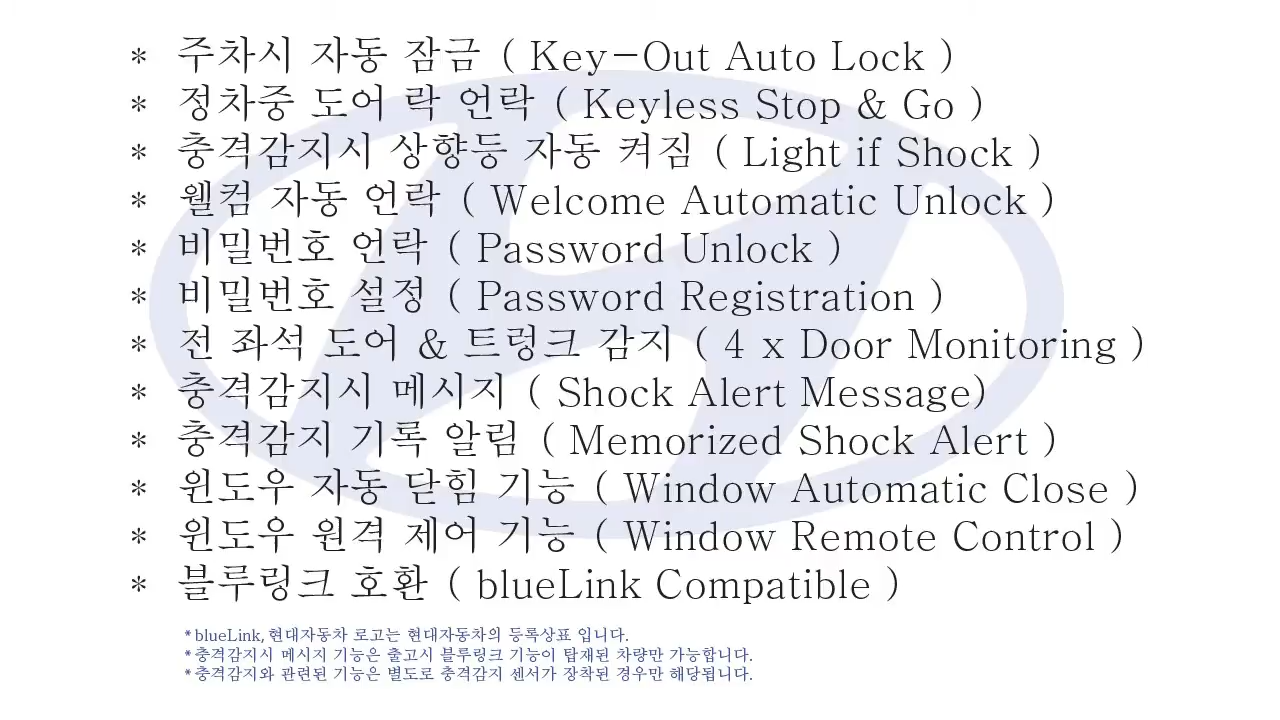 * 주차시 자동 잠금 ( Key-Out Auto Lock )
* 정차중 도어 락 언락 ( Keyless Stop & Go )
* 충격감지시 상향등 자동 켜짐 ( Light if Shock )
* 웰컴 자동 언락 ( Welcome Automatic Unlock )
* 비밀번호 언락 ( Password Unlock )
* 비밀번호 설정 ( Password Registration )
* 전 좌석 도어 & 트렁크 감지 ( 4 x Door Monitoring )
* 충격감지시 메시지 ( Shock Alert Message)
* 충격감지 기록 알림 ( Memorized Shock Alert )
* 윈도우 자동 닫힘 기능 ( Window Automatic Close )
* 윈도우 원격 제어 기능 ( Window Remote Control )
* 블루링크 호환 ( blueLink Compatible )
* blueLink, 현대자동차 로고는 현대자동차의 등록상표 입니다.
* 충격감지시 메시지 기능은 출고시 블루링크 기능이 탑재된 차량만 가능합니다.
* 충격감지와 관련된 기능은 별도로 충격감지 센서가 장착된 경우만 해당됩니다.